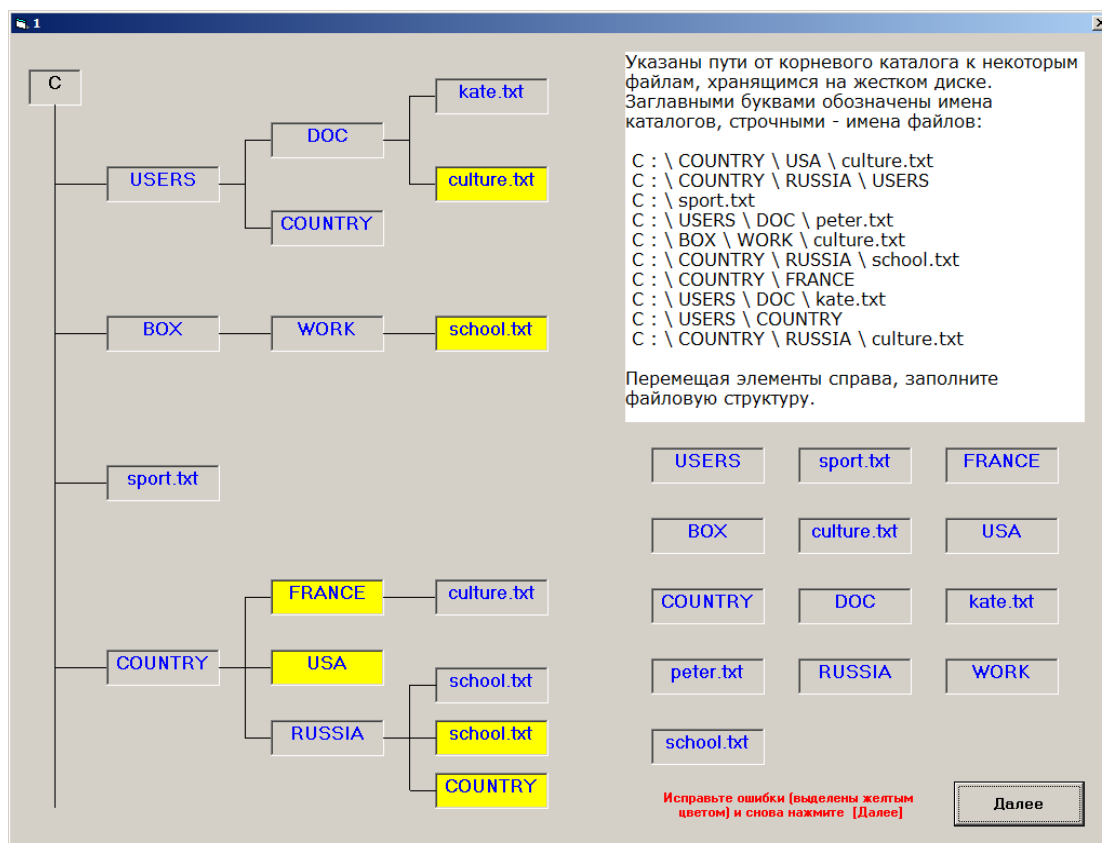 1
C
kate.txt
DOC
USERS
culture.txt
COUNTRY
BOX
WORK
school.txt
sport.txt
FRANCE
culture.txt
COUNTRY
USA
school.txt
RUSSIA
school.txt
COUNTRY
Указаны пути от корневого каталога к некоторым
файлам, хранящимся на жестком диске.
Заглавными буквами обозначены имена
каталогов, строчными - имена файлов:
C : \ COUNTRY \ USA \ culture.txt
C : \ COUNTRY \ RUSSIA \ USERS
C : \ sport.txt
C : \ USERS \ DOC \ peter.txt
C : \ BOX \ WORK \ culture.txt
C : \ COUNTRY \ RUSSIA \ school.txt
C : \ COUNTRY \ FRANCE
C : \ USERS \ DOC \ kate.txt
C : \ USERS \ COUNTRY
C : \ COUNTRY \ RUSSIA \ culture.txt
Перемещая элементы справа, заполните
файловую структуру.
USERS sport.txt FRANCE
BOX culture.txt USA
COUNTRY DOC kate.txt
peter.txt RUSSIA WORK
school.txt
Исправьте ошибки (выделены желтым
цветом) и снова нажмите [Далее]
Далее